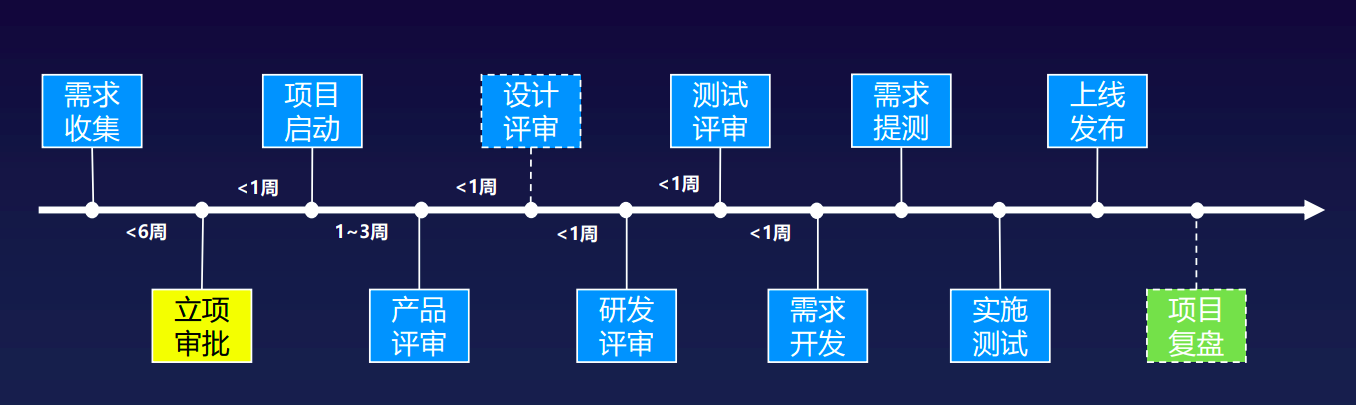 需求
收集
项目
启动
设计
评审
测试
评审
需求
提测
上线
发布
<1周
<1周
<1周
<6周
1~3周
<1周
<1周
立项
审批
产品
评审
研发
评审
需求
开发
实施
测试
项目
复盘